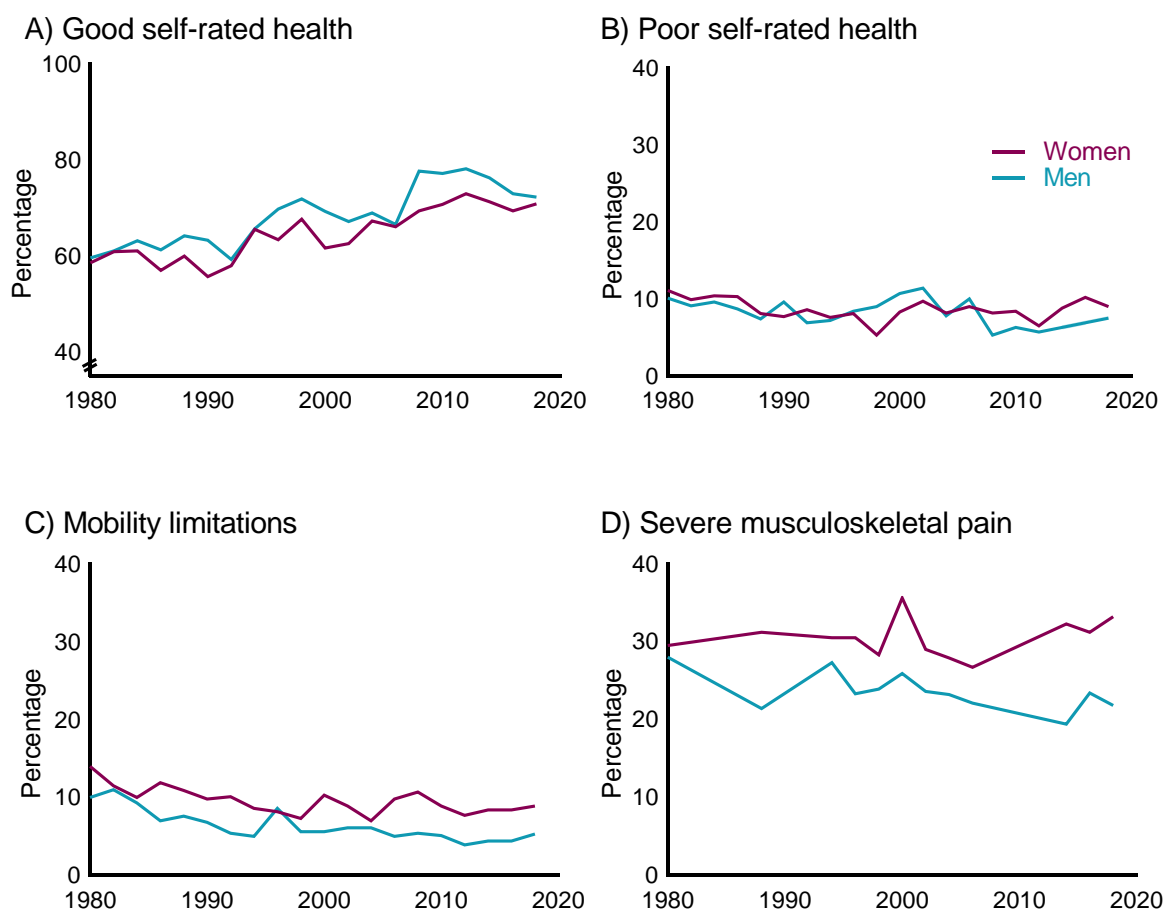 A) Good self-rated health
Percentage
100
80
60
40
1980 1990 2000 2010 2020
B) Poor self-rated health
Percentage
40
30
20
10
0
1980 1990 2000 2010 2020
Women
Men
C) Mobility limitations
Percentage
40
30
20
10
0
1980 1990 2000 2010 2020
D) Severe musculoskeletal pain
Percentage
40
30
20
10
0
1980 1990 2000 2010 2020